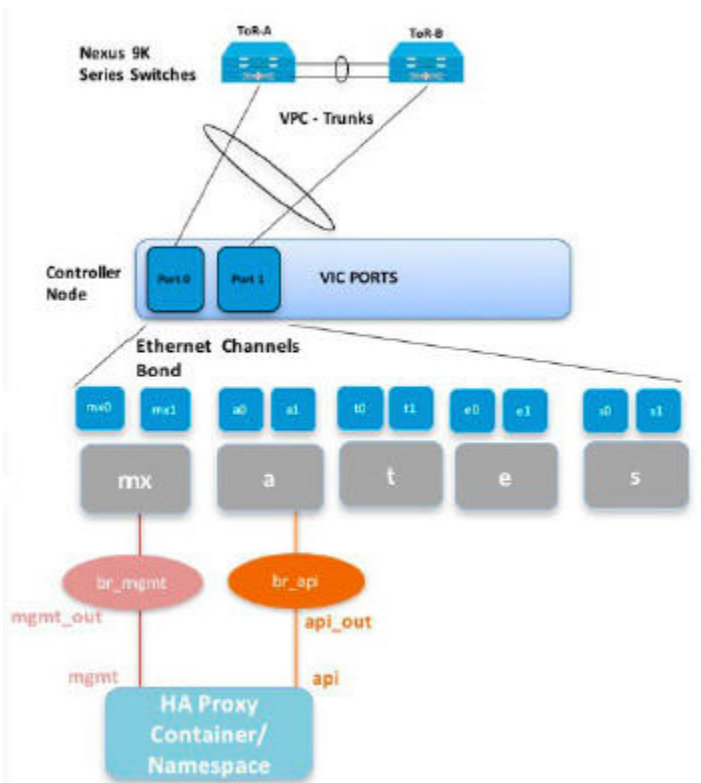 ToR-A
ToR-B
Nexus 9K
Series Switches
VPC - Trunks
Controller
Node
Port 0
Port 1
VIC PORTS
Ethernet Channels
Bond
mx0
mx1
a0
a1
t0
t1
e0
e1
s0
s1
mx
a
t
e
s
br_mgmt
br_api
mgmt_out
api_out
mgmt
api
HA Proxy
Container/
Namespace